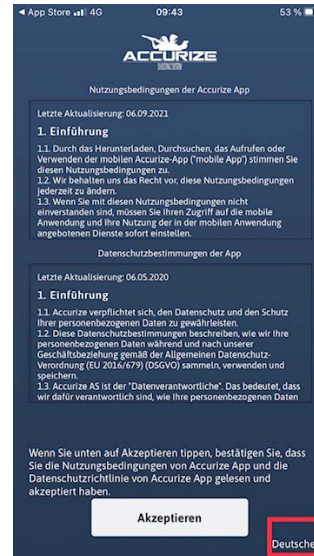 App Store 4G 09:43 53 %
ACCURIZE
SHOOTING SYSTEM
Nutzungsbedingungen der Accurize App
Letzte Aktualisierung: 06.09.2021
1. Einführung
1.1. Durch das Herunterladen, Durchsuchen, das Aufrufen oder
Verwenden der mobilen Accurize-App ("mobile App") stimmen Sie
diesen Nutzungsbedingungen zu.
1.2. Wir behalten uns das Recht vor, diese Nutzungsbedingungen
jederzeit zu ändern.
1.3. Wenn Sie mit diesen Nutzungsbedingungen nicht
einverstanden sind, müssen Sie Ihren Zugriff auf die mobile
Anwendung und Ihre Nutzung der in der mobilen Anwendung
angebotenen Dienste sofort einstellen.
Datenschutzbestimmungen der App
Letzte Aktualisierung: 06.05.2020
1. Einführung
1.1. Accurize verpflichtet sich, den Datenschutz und den Schutz
Ihrer personenbezogenen Daten zu gewährleisten.
1.2. Diese Datenschutzbestimmungen beschreiben, wie wir Ihre
personenbezogenen Daten während und nach unserer
Geschäftsbeziehung gemäß der Allgemeinen Datenschutz-
Verordnung (EU 2016/679) (DSGVO) sammeln, verwenden und
speichern.
1.3. Accurize AS ist der "Datenverantwortliche". Das bedeutet, dass
wir dafür verantwortlich sind, wie Ihre personenbezogenen Daten
Wenn Sie unten auf Akzeptieren tippen, bestätigen Sie, dass
Sie die Nutzungsbedingungen von Accurize App und die
Datenschutzrichtlinie von Accurize App gelesen und
akzeptiert haben.
Akzeptieren
Deutsche